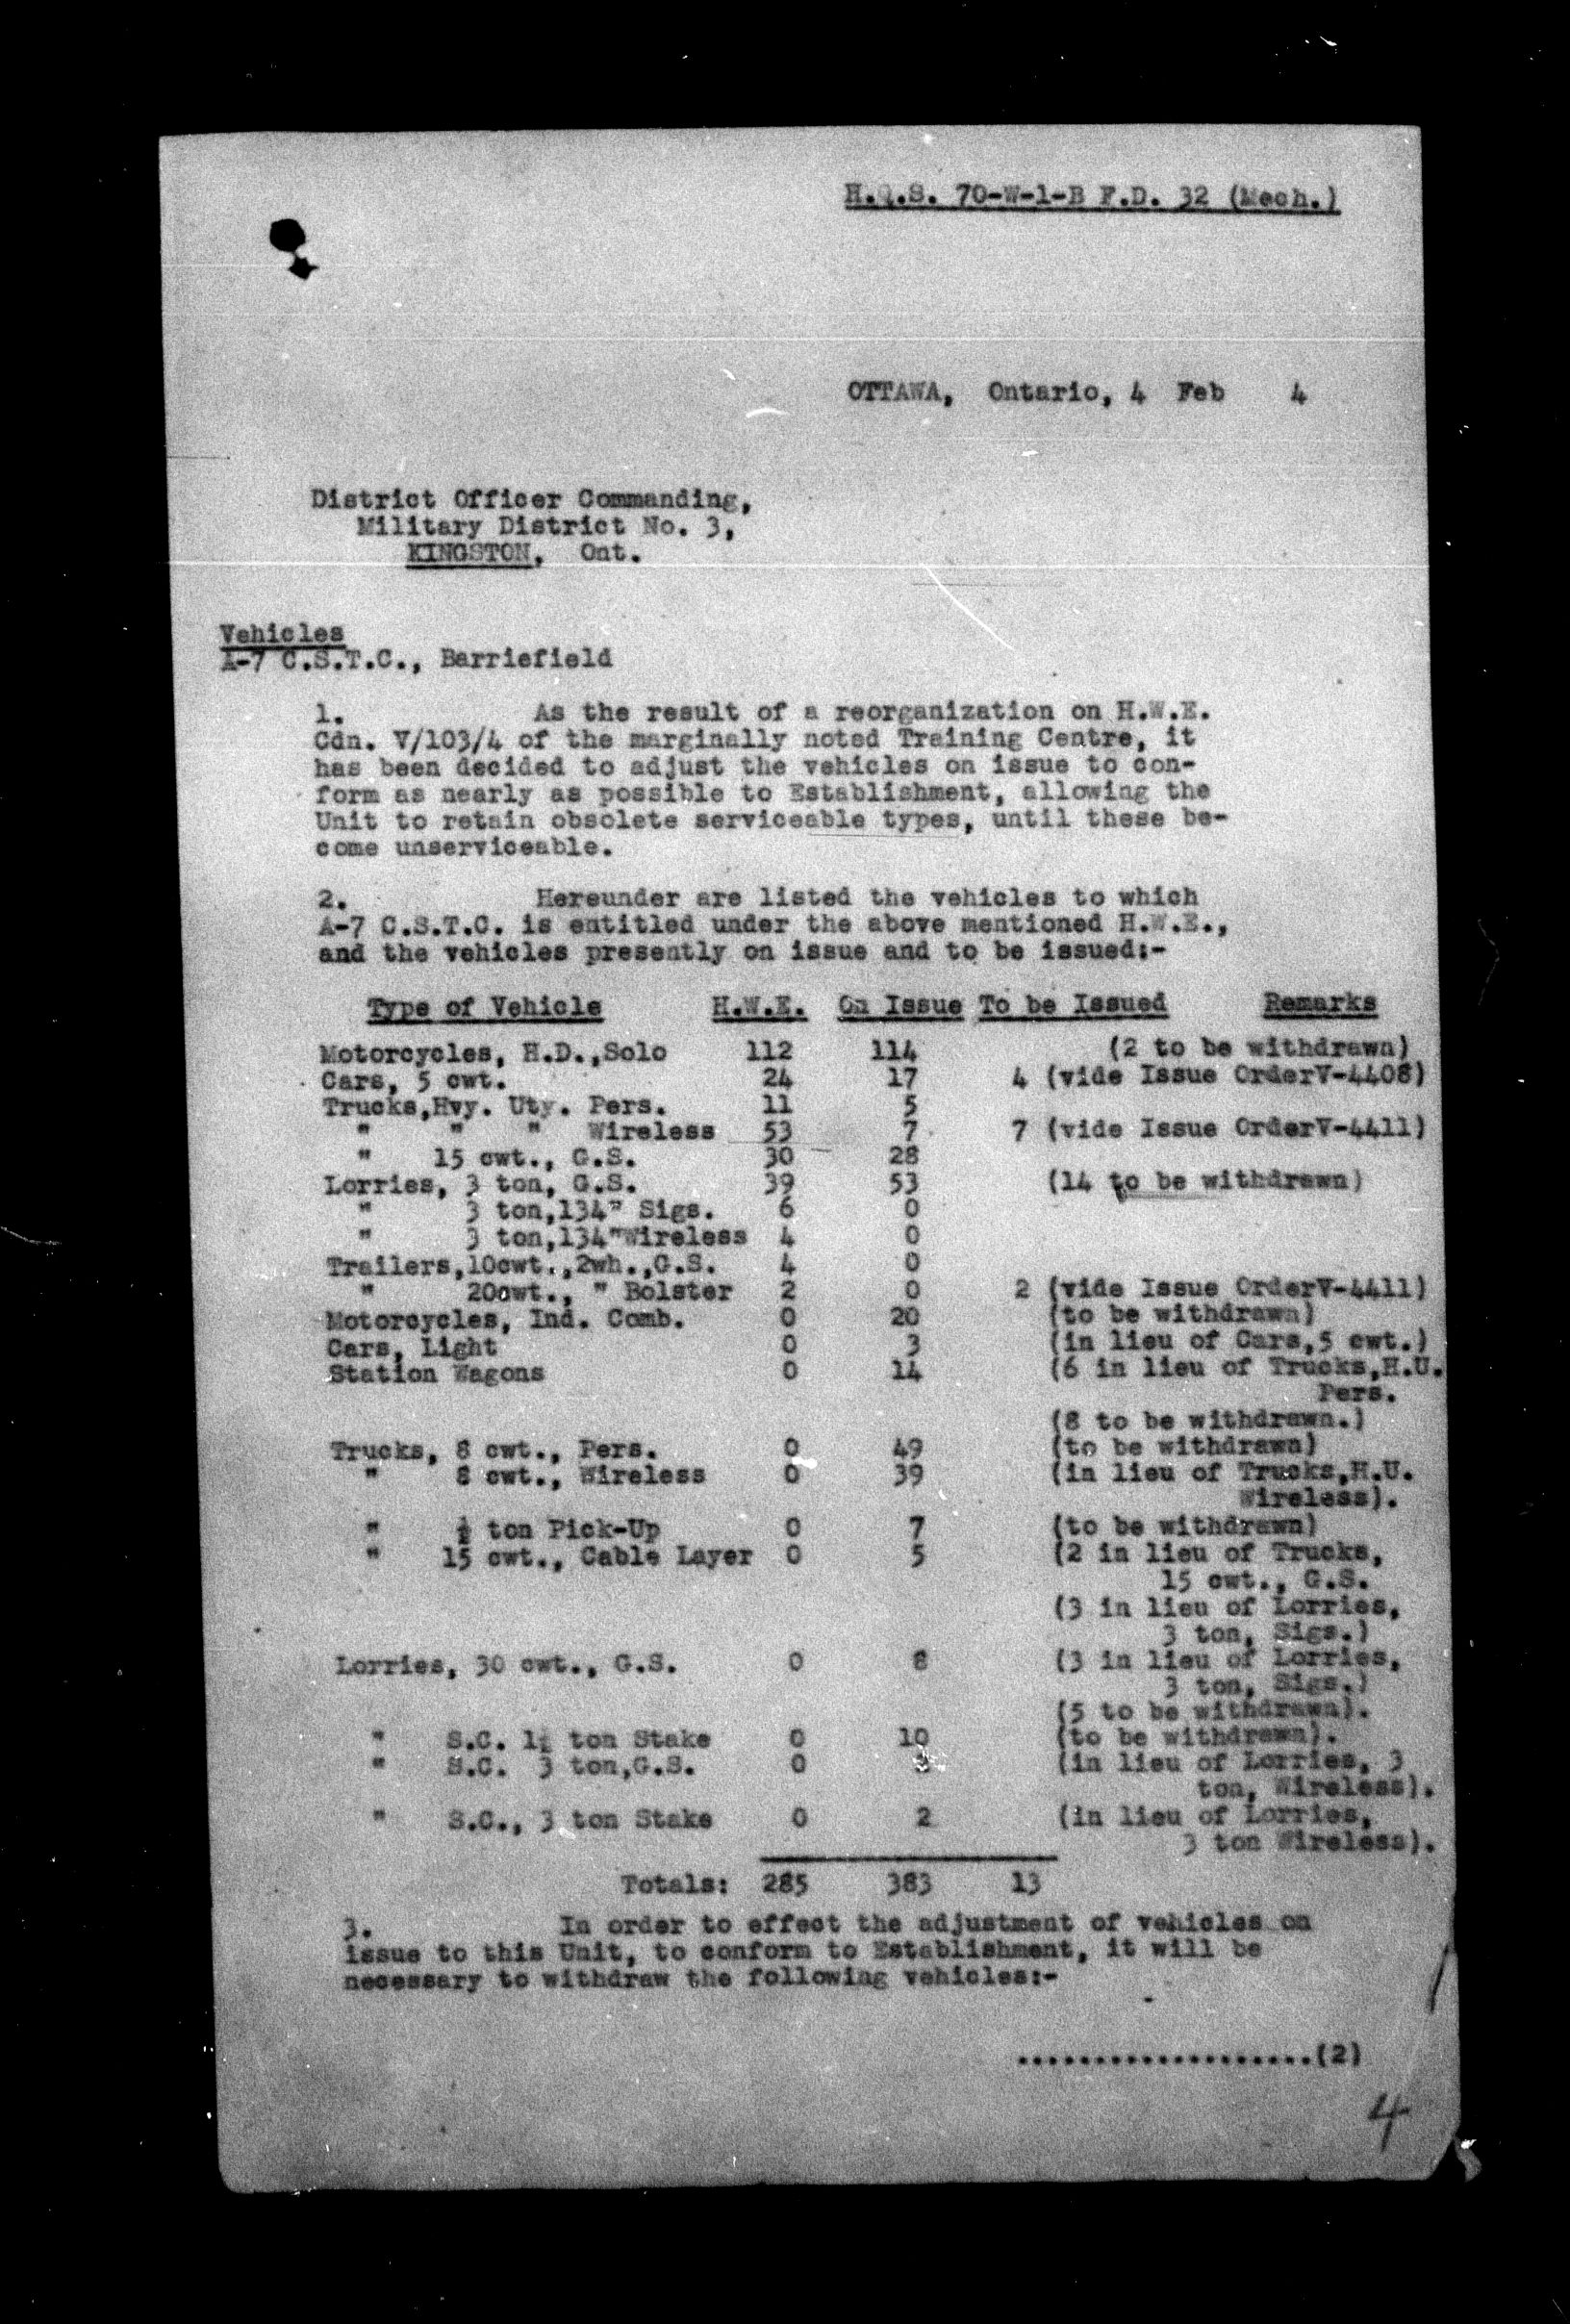 H.Q.S. 70-W-1-B F.D. 32 (Mech.)
OTTAWA, Ontario, 4 Feb 4
District Officer Commanding,
Military District No. 3,
KINGSTON, Ont.
Vehicles
A-7 C.S.T.C., Barriefield
1. As the result of a reorganization on H.W.E.
Cdn. V/103/4 of the marginally noted Training Centre, it
has been decided to adjust the vehicles on issue to con-
form as nearly as possible to Establishment, allowing the
Unit to retain obsolete serviceable types, until these be-
come unserviceable.
2. Hereunder are listed the vehicles to which
A-7 C.S.T.C. is entitled under the above mentioned H.W.E.,
and the vehicles presently on issue and to be issued:-
Type of Vehicle H.W.E. On Issue To be Issued Remarks
Motorcycles, H.D.,Solo 112 114 (2 to be withdrawn)
Cars, 5 cwt. 24 17 4 (vide Issue OrderV-4408)
Trucks,Hvy. Uty. Pers. 11 5
" " " Wireless 53 7 7 (vide Issue OrderV-4411)
" 15 cwt., G.S. 30 28
Lorries, 3 ton, G.S. 39 53 (14 to be withdrawn)
" 3 ton,134" Sigs. 6 0
" 3 ton,134"Wireless 4 0
Trailers,10cwt.,2wh.,G.S. 4 0
" 20cwt., " Bolster 2 0 2 (vide Issue OrderV-4411)
Motorcycles, Ind. Comb. 0 20 (to be withdrawn)
Cars, Light 0 3 (in lieu of Cars,5 cwt.)
Station Wagons 0 14 (6 in lieu of Trucks,H.U.
Pers.
(8 to be withdrawn.)
Trucks, 8 cwt., Pers. 0 49 (to be withdrawn)
" 8 cwt., Wireless 0 39 (in lieu of Trucks,H.U.
Wireless).
" ½ ton Pick-Up 0 7 (to be withdrawn)
" 15 cwt., Cable Layer 0 5 (2 in lieu of Trucks,
15 cwt., G.S.
(3 in lieu of Lorries,
3 ton, Sigs.)
Lorries, 30 cwt., G.S. 0 8 (3 in lieu of Lorries,
3 ton, Sigs.)
(5 to be withdrawn).
" S.C. 1½ ton Stake 0 10 (to be withdrawn).
" S.C. 3 ton,G.S. 0 (in lieu of Lorries, 3
ton, Wireless).
" S.C., 3 ton Stake 0 2 (in lieu of Lorries,
3 ton Wireless).
Totals: 285 383 13
3. In order to effect the adjustment of vehicles on
issue to this Unit, to conform to Establishment, it will be
necessary to withdraw the following vehicles:-
...................(2)
4